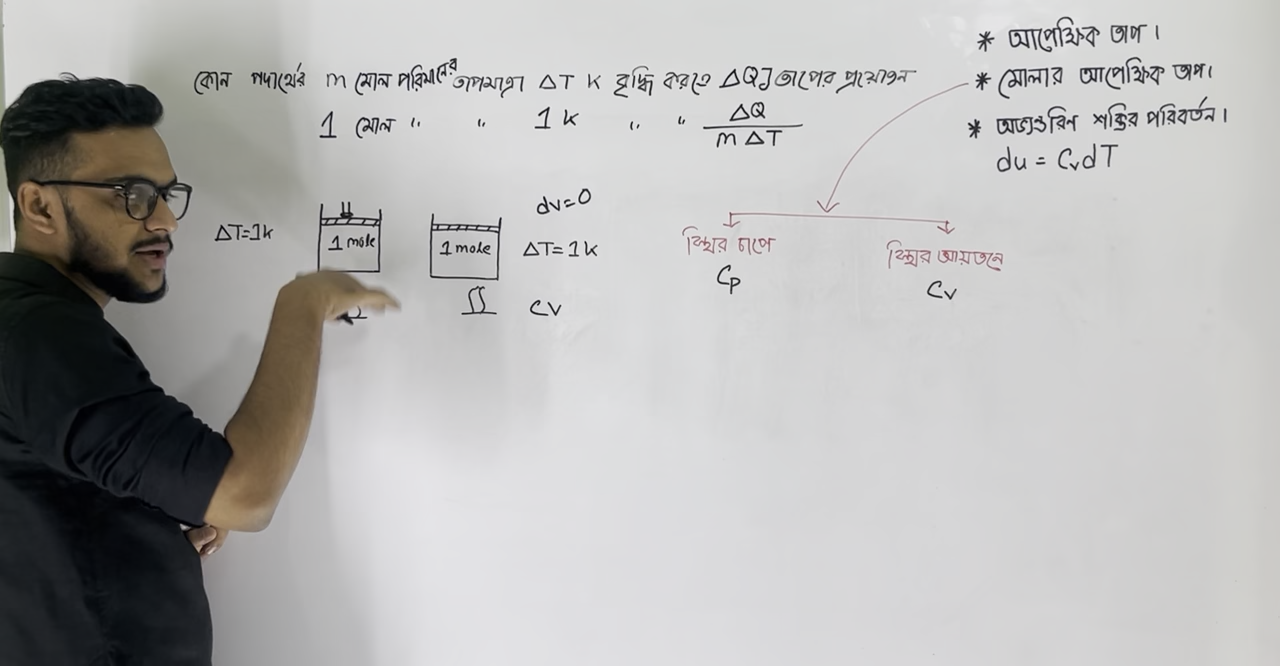 কোন পদার্থের m মোল পরিমানের তাপমাত্রা ΔT K বৃদ্ধি করতে ΔQ J তাপের প্রয়োজন
1 মোল " " 1 K " " ΔQ / m ΔT
* আপেক্ষিক তাপ।
* মোলার আপেক্ষিক তাপ।
* অভ্যন্তরিণ শক্তির পরিবর্তন।
du = CvdT
ΔT=1K
1 mole
1 mole
dv=0
ΔT=1K
Cv
স্থির চাপে
Cp
স্থির আয়তনে
Cv